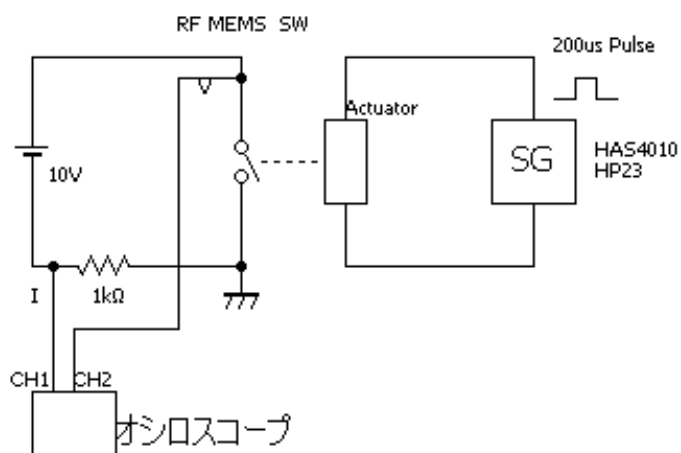 RF MEMS SW
200us Pulse
V
Actuator
10V
SG
HAS4010
HP23
I
1kΩ
CH1
CH2
オシロスコープ